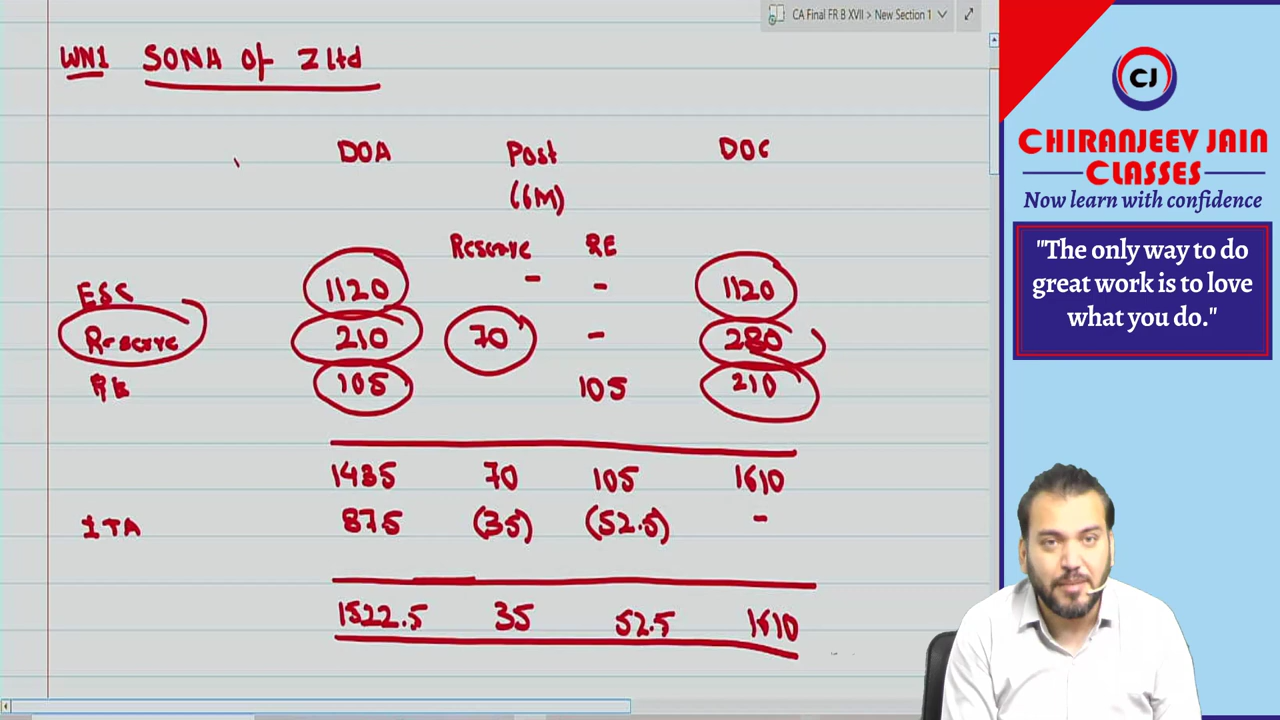 CA Final FR B XVII > New Section 1
WN1 SONA Of Z Ltd
DOA Post DOC
(6M)
Reserve RE
ESC 1120 - - 1120
Reserve 210 70 - 280
RE 105 105 210
1435 70 105 1610
ITA 875 (35) (52.5) -
1522.5 35 52.5 1610
CJ
CHIRANJEEV JAIN
CLASSES
Now learn with confidence
"The only way to do
great work is to love
what you do."